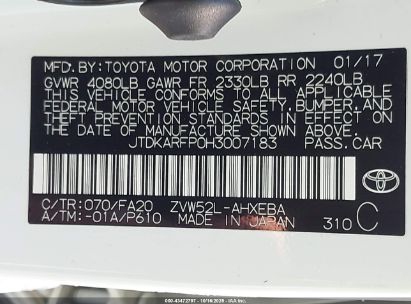 MFD.BY:TOYOTA MOTOR CORPORATION 01/17
GVWR 4080LB GAWR FR 2330LB RR 2240LB
THIS VEHICLE CONFORMS TO ALL APPLICABLE
FEDERAL MOTOR VEHICLE SAFETY, BUMPER, AND
THEFT PREVENTION STANDARDS IN EFFECT ON
THE DATE OF MANUFACTURE SHOWN ABOVE.
JTDKARFP0H3007183 PASS.CAR
C/TR:070/FA20 ZVW52L-AHXEBA
A/TM:-01A/P610 MADE IN JAPAN 310 C
TOYOTA